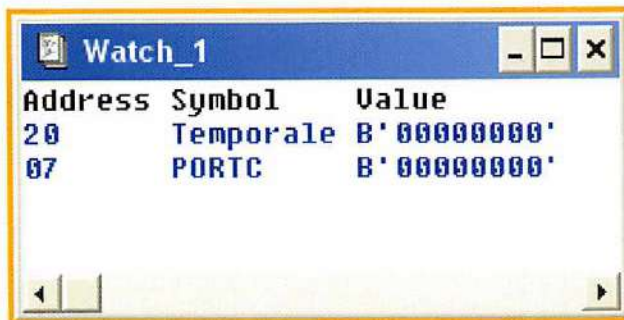 Watch_1
Address Symbol Value
20 Temporale B'00000000'
07 PORTC B'00000000'